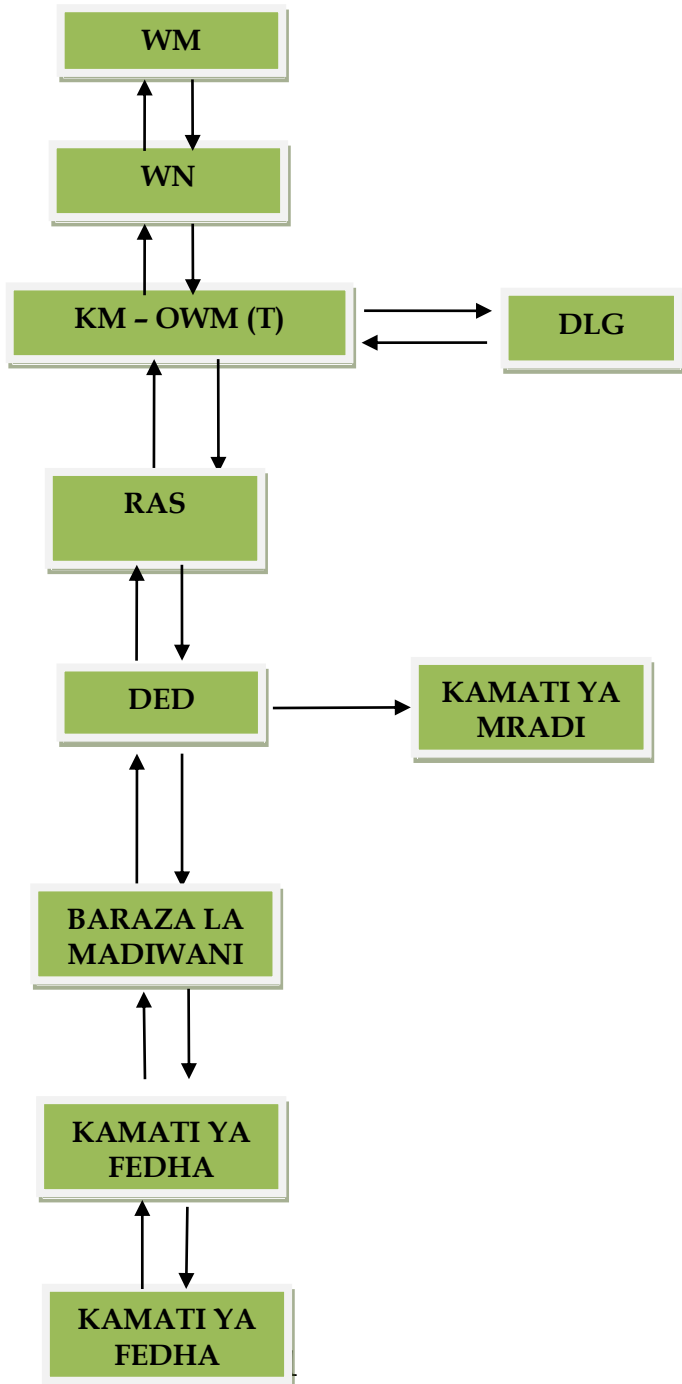 WM
WN
KM – OWM (T)
DLG
RAS
DED
KAMATI YA
MRADI
BARAZA LA
MADIWANI
KAMATI YA
FEDHA
KAMATI YA
FEDHA